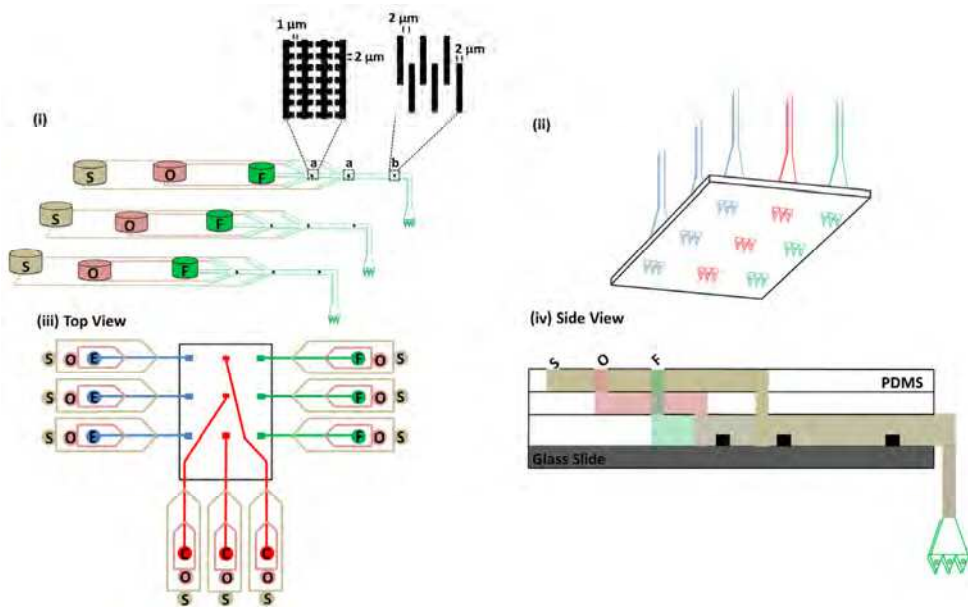 1 µm
2 µm
2 µm
2 µm
(i)
(ii)
a a b
S O F
S O F
S O F
(iii) Top View
(iv) Side View
S O E F O S
S O E F O S
S O E F O S
C C C
O O O
S S S
S O F
PDMS
Glass Slide